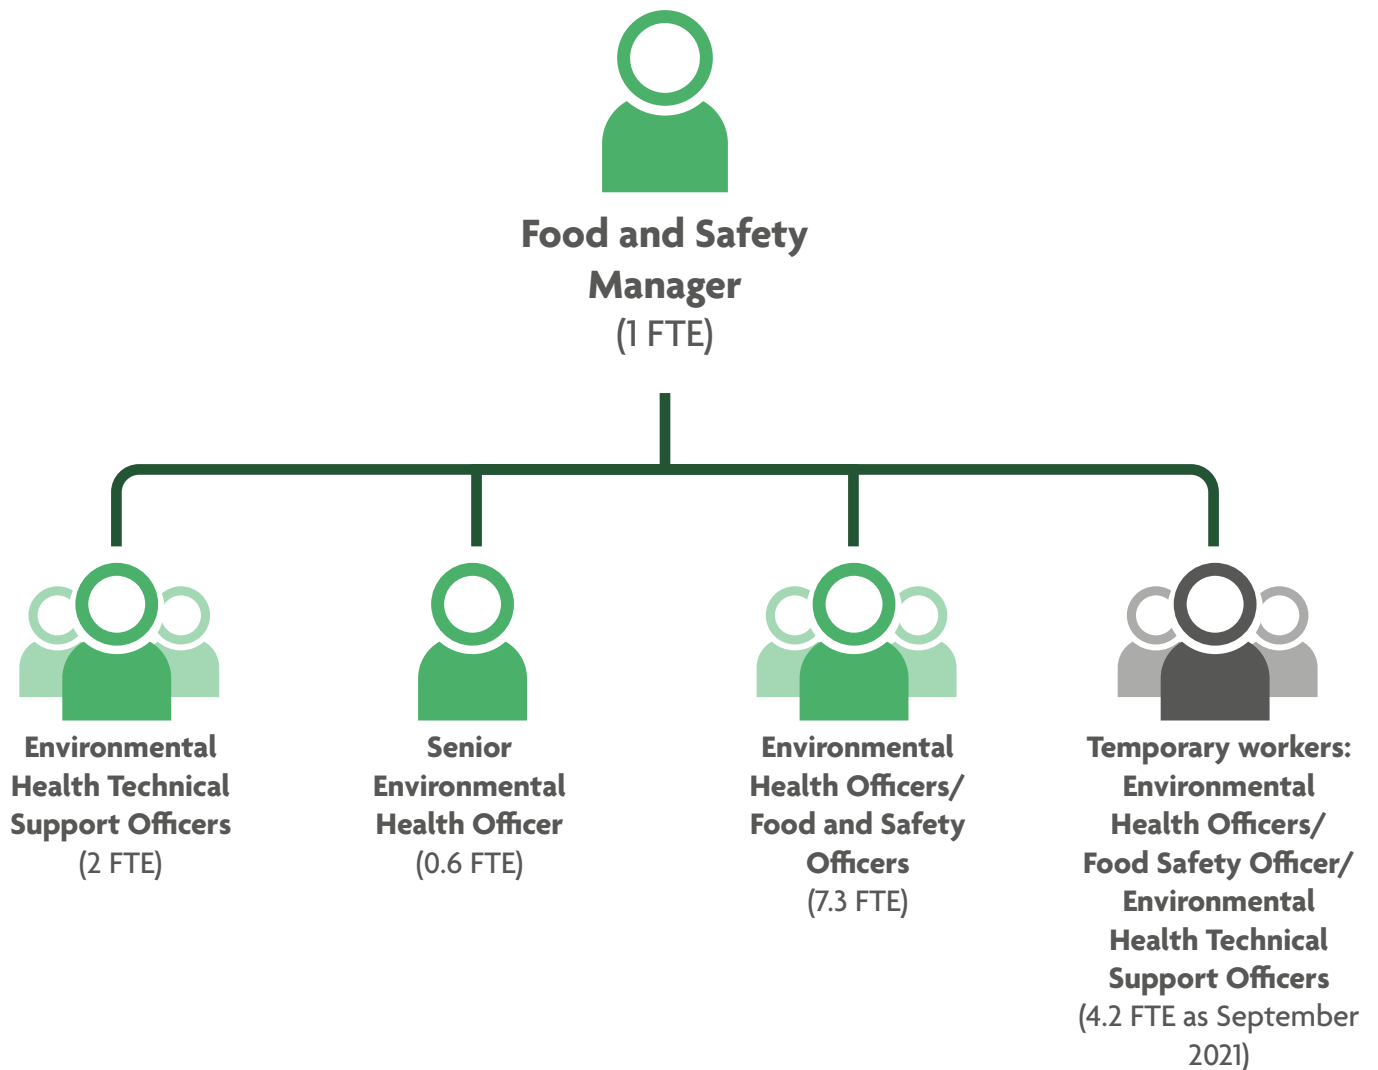 Food and Safety
Manager
(1 FTE)
Environmental
Health Technical
Support Officers
(2 FTE)
Senior
Environmental
Health Officer
(0.6 FTE)
Environmental
Health Officers/
Food and Safety
Officers
(7.3 FTE)
Temporary workers:
Environmental
Health Officers/
Food Safety Officer/
Environmental
Health Technical
Support Officers
(4.2 FTE as September
2021)